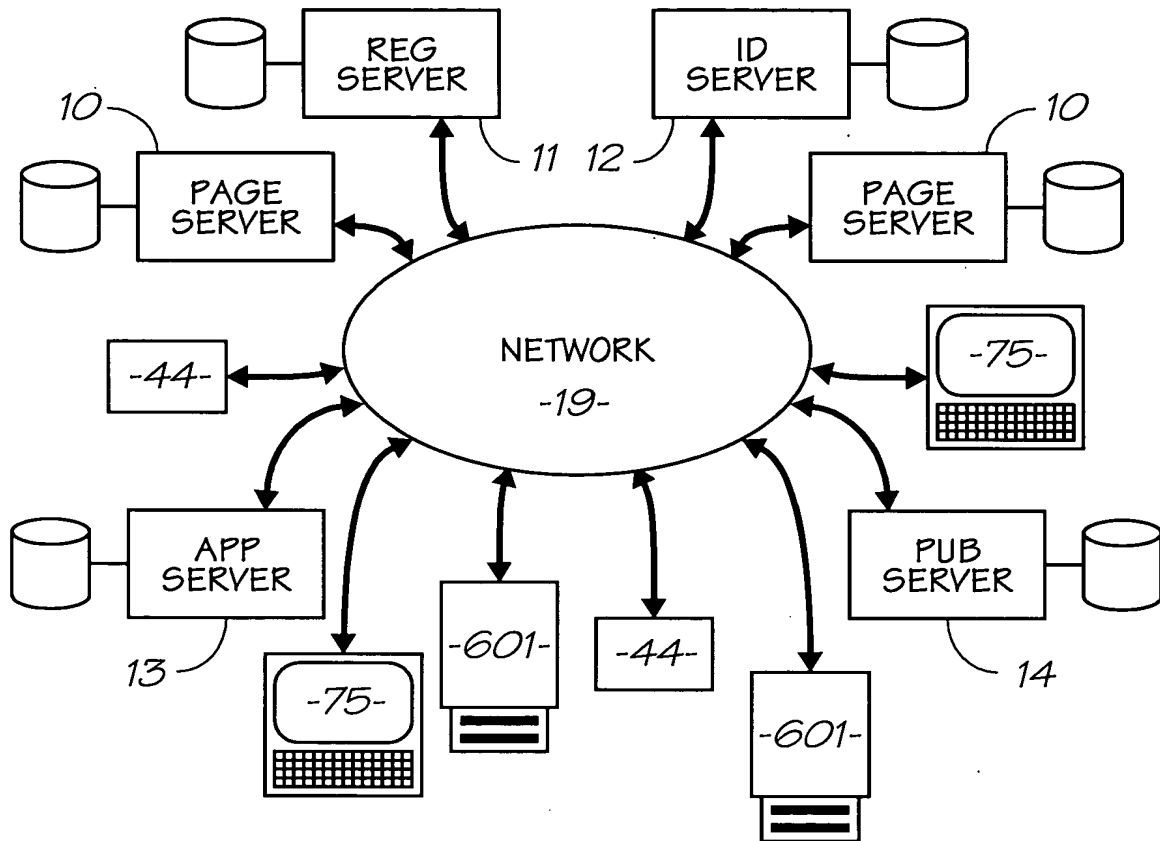 REG
SERVER
ID
SERVER
10
11
12
10
PAGE
SERVER
PAGE
SERVER
NETWORK
-19-
-44-
-75-
APP
SERVER
PUB
SERVER
-601-
-44-
13
-75-
14
-601-